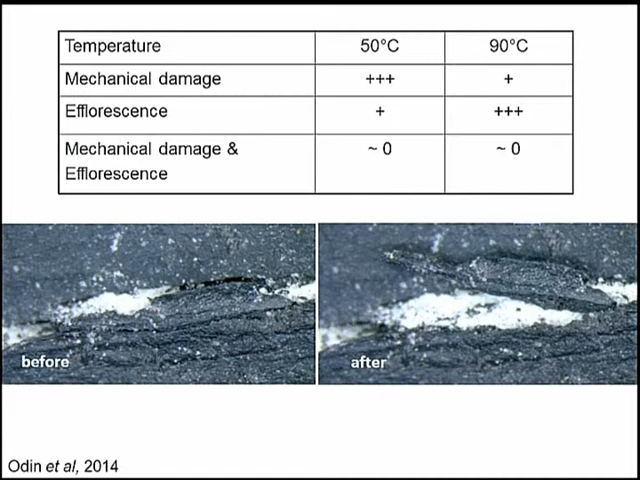 Temperature 50°C 90°C
Mechanical damage +++ +
Efflorescence + +++
Mechanical damage & ~ 0 ~ 0
Efflorescence
before after
Odin et al, 2014